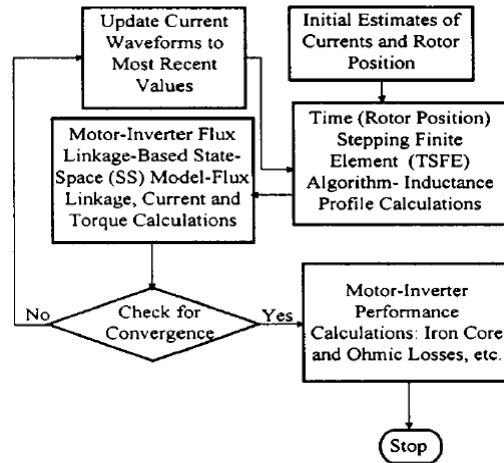 Update Current
Waveforms to
Most Recent
Values
Initial Estimates of
Currents and Rotor
Position
Motor-Inverter Flux
Linkage-Based State-
Space (SS) Model-Flux
Linkage, Current and
Torque Calculations
Time (Rotor Position)
Stepping Finite
Element (TSFE)
Algorithm- Inductance
Profile Calculations
No
Check for
Convergence
Yes
Motor-Inverter
Performance
Calculations: Iron Core
and Ohmic Losses, etc.
Stop